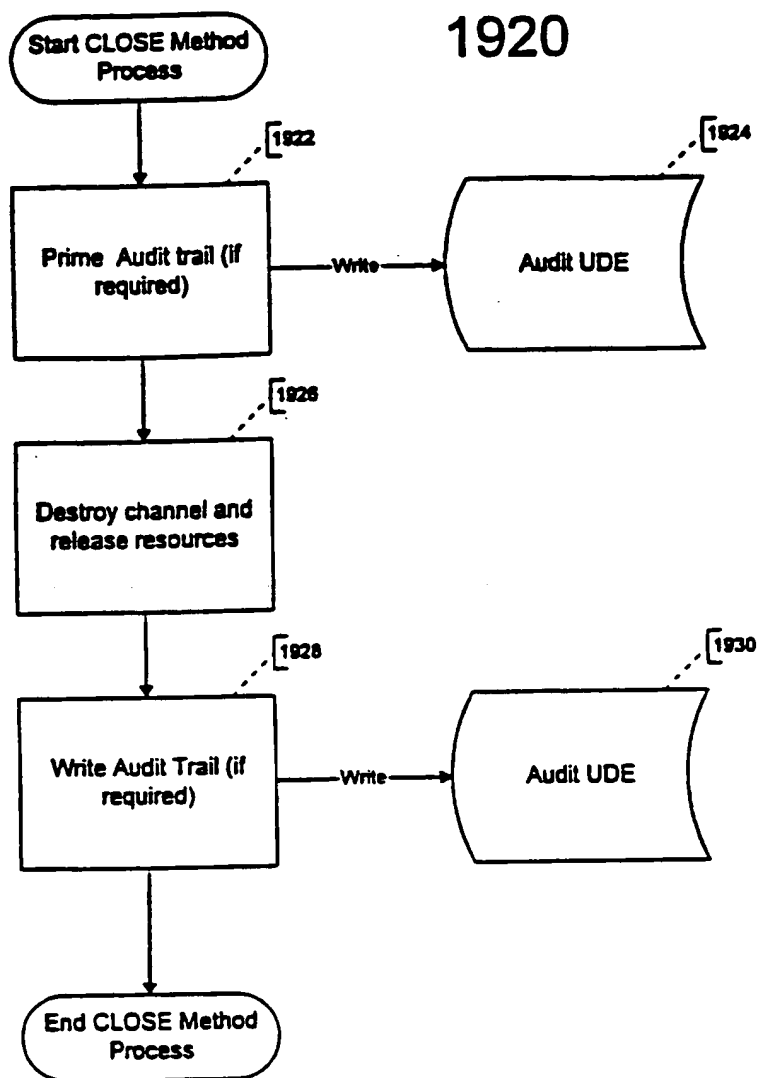 1920
Start CLOSE Method
Process
1922
1924
Prime Audit trail (if
required)
Write
Audit UDE
1926
Destroy channel and
release resources
1928
1930
Write Audit Trail (if
required)
Write
Audit UDE
End CLOSE Method
Process